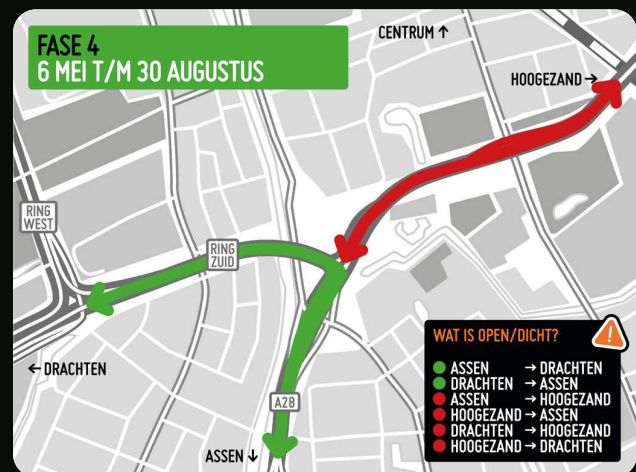 FASE 4
6 MEI T/M 30 AUGUSTUS
CENTRUM ↑
HOOGEZAND →
RING WEST
RING ZUID
← DRACHTEN
A28
ASSEN ↓
WAT IS OPEN/DICHT?
ASSEN → DRACHTEN
DRACHTEN → ASSEN
ASSEN → HOOGEZAND
HOOGEZAND → ASSEN
DRACHTEN → HOOGEZAND
HOOGEZAND → DRACHTEN